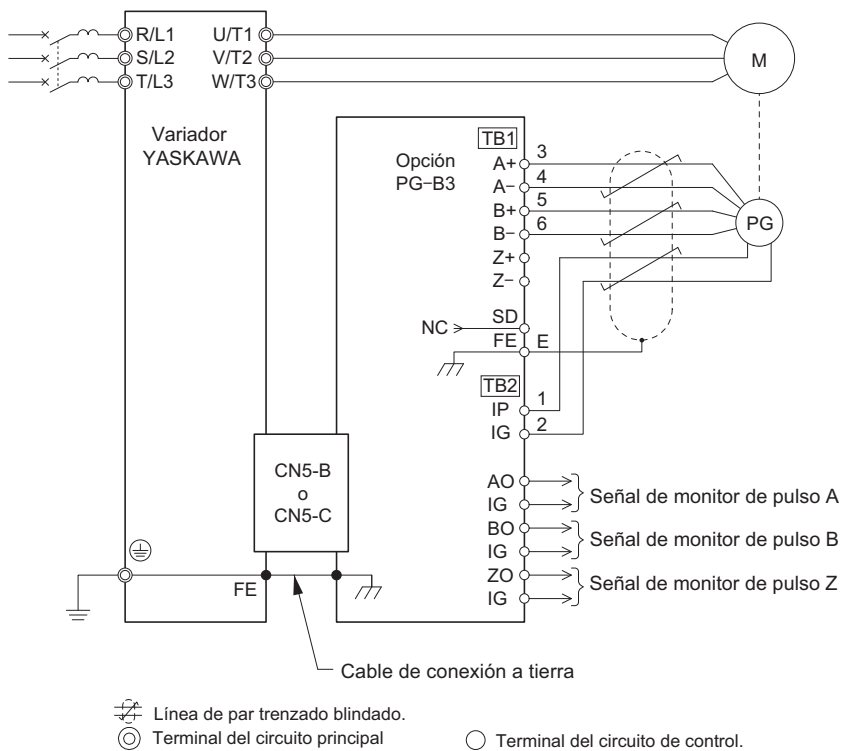 R/L1 U/T1
S/L2 V/T2
T/L3 W/T3
M
Variador
YASKAWA
Opción
PG-B3
TB1
A+ 3
A- 4
B+ 5
B- 6
Z+
Z-
PG
NC SD
FE E
TB2
IP 1
IG 2
CN5-B
o
CN5-C
AO
IG
Señal de monitor de pulso A
BO
IG
Señal de monitor de pulso B
ZO
IG
Señal de monitor de pulso Z
FE
Cable de conexión a tierra
Línea de par trenzado blindado.
Terminal del circuito principal
Terminal del circuito de control.